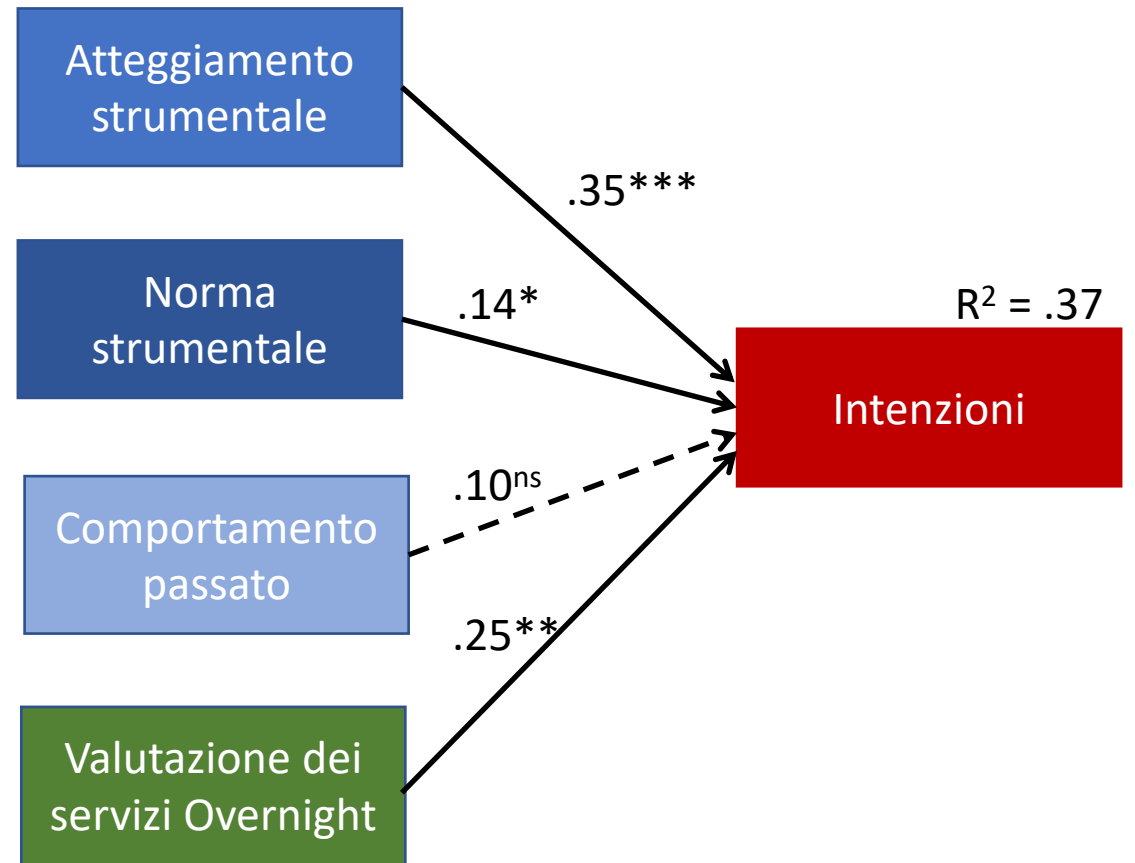 Atteggiamento
strumentale
.35***
Norma
strumentale
.14*
R² = .37
Intenzioni
.10ⁿˢ
Comportamento
passato
.25**
Valutazione dei
servizi Overnight